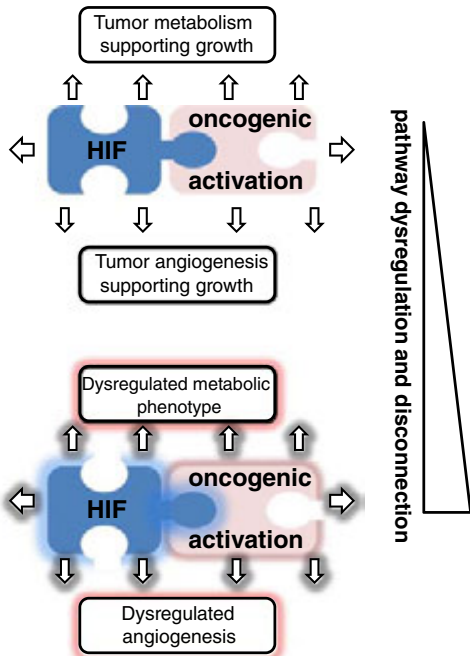 Tumor metabolism
supporting growth
oncogenic
HIF
activation
Tumor angiogenesis
supporting growth
pathway dysregulation and disconnection
Dysregulated metabolic
phenotype
oncogenic
HIF
activation
Dysregulated
angiogenesis